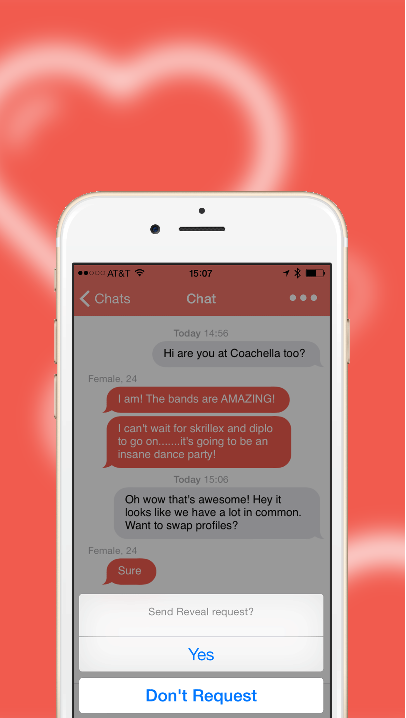 AT&T 15:07
Chats Chat
Today 14:56
Hi are you at Coachella too?
Female, 24
I am! The bands are AMAZING!
I can't wait for skrillex and diplo
to go on.......it's going to be an
insane dance party!
Today 15:06
Oh wow that's awesome! Hey it
looks like we have a lot in common.
Want to swap profiles?
Female, 24
Sure
Send Reveal request?
Yes
Don't Request